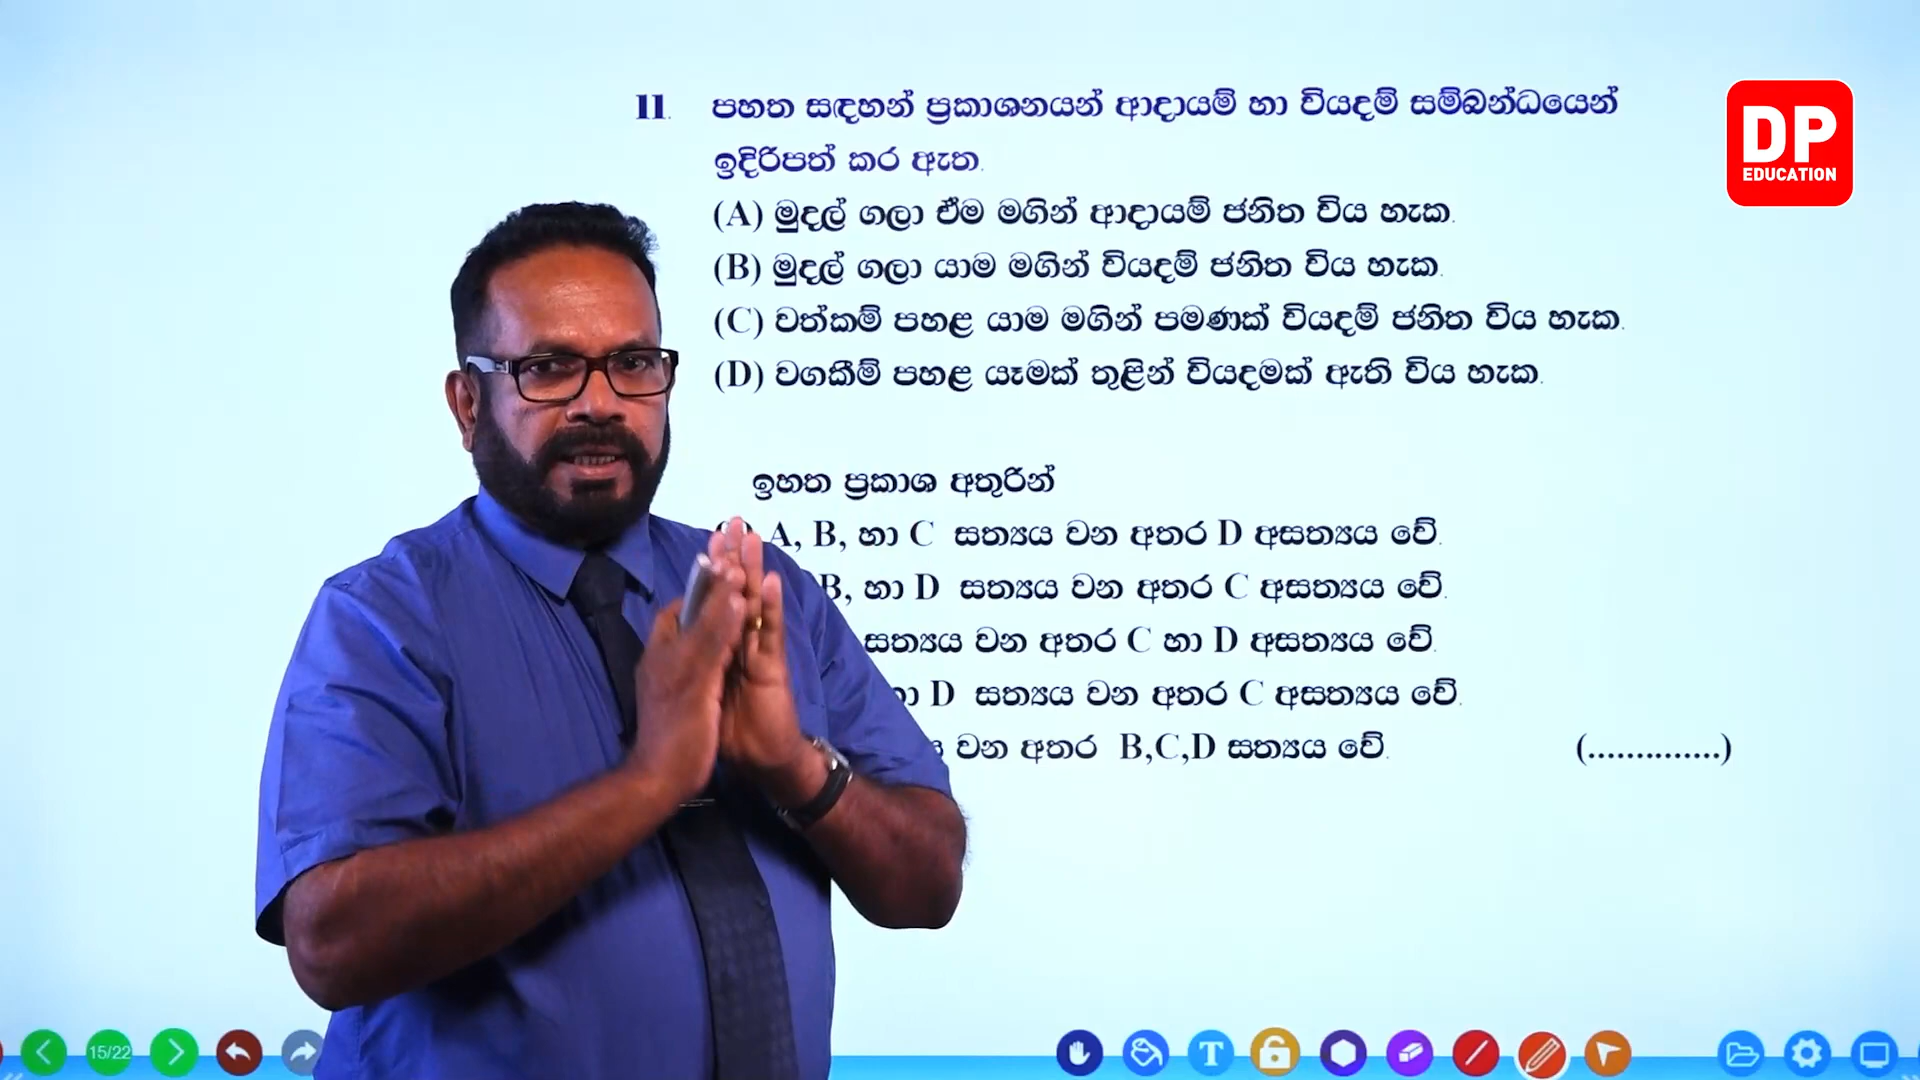 DP
EDUCATION
11. පහත සඳහන් ප්‍රකාශනයන් ආදායම් හා වියදම් සම්බන්ධයෙන්
ඉදිරිපත් කර ඇත.
(A) මුදල් ගලා ඒම මගින් ආදායම් ජනිත විය හැක.
(B) මුදල් ගලා යාම මගින් වියදම් ජනිත විය හැක.
(C) වත්කම් පහළ යාම මගින් පමණක් වියදම් ජනිත විය හැක.
(D) වගකීම් පහළ යෑමක් තුළින් වියදමක් ඇති විය හැක.
ඉහත ප්‍රකාශ අතුරින්
A, B, හා C සත්‍යය වන අතර D අසත්‍යය වේ.
B, හා D සත්‍යය වන අතර C අසත්‍යය වේ.
සත්‍යය වන අතර C හා D අසත්‍යය වේ.
D සත්‍යය වන අතර C අසත්‍යය වේ.
වන අතර B,C,D සත්‍යය වේ. (..............)
15/22
T